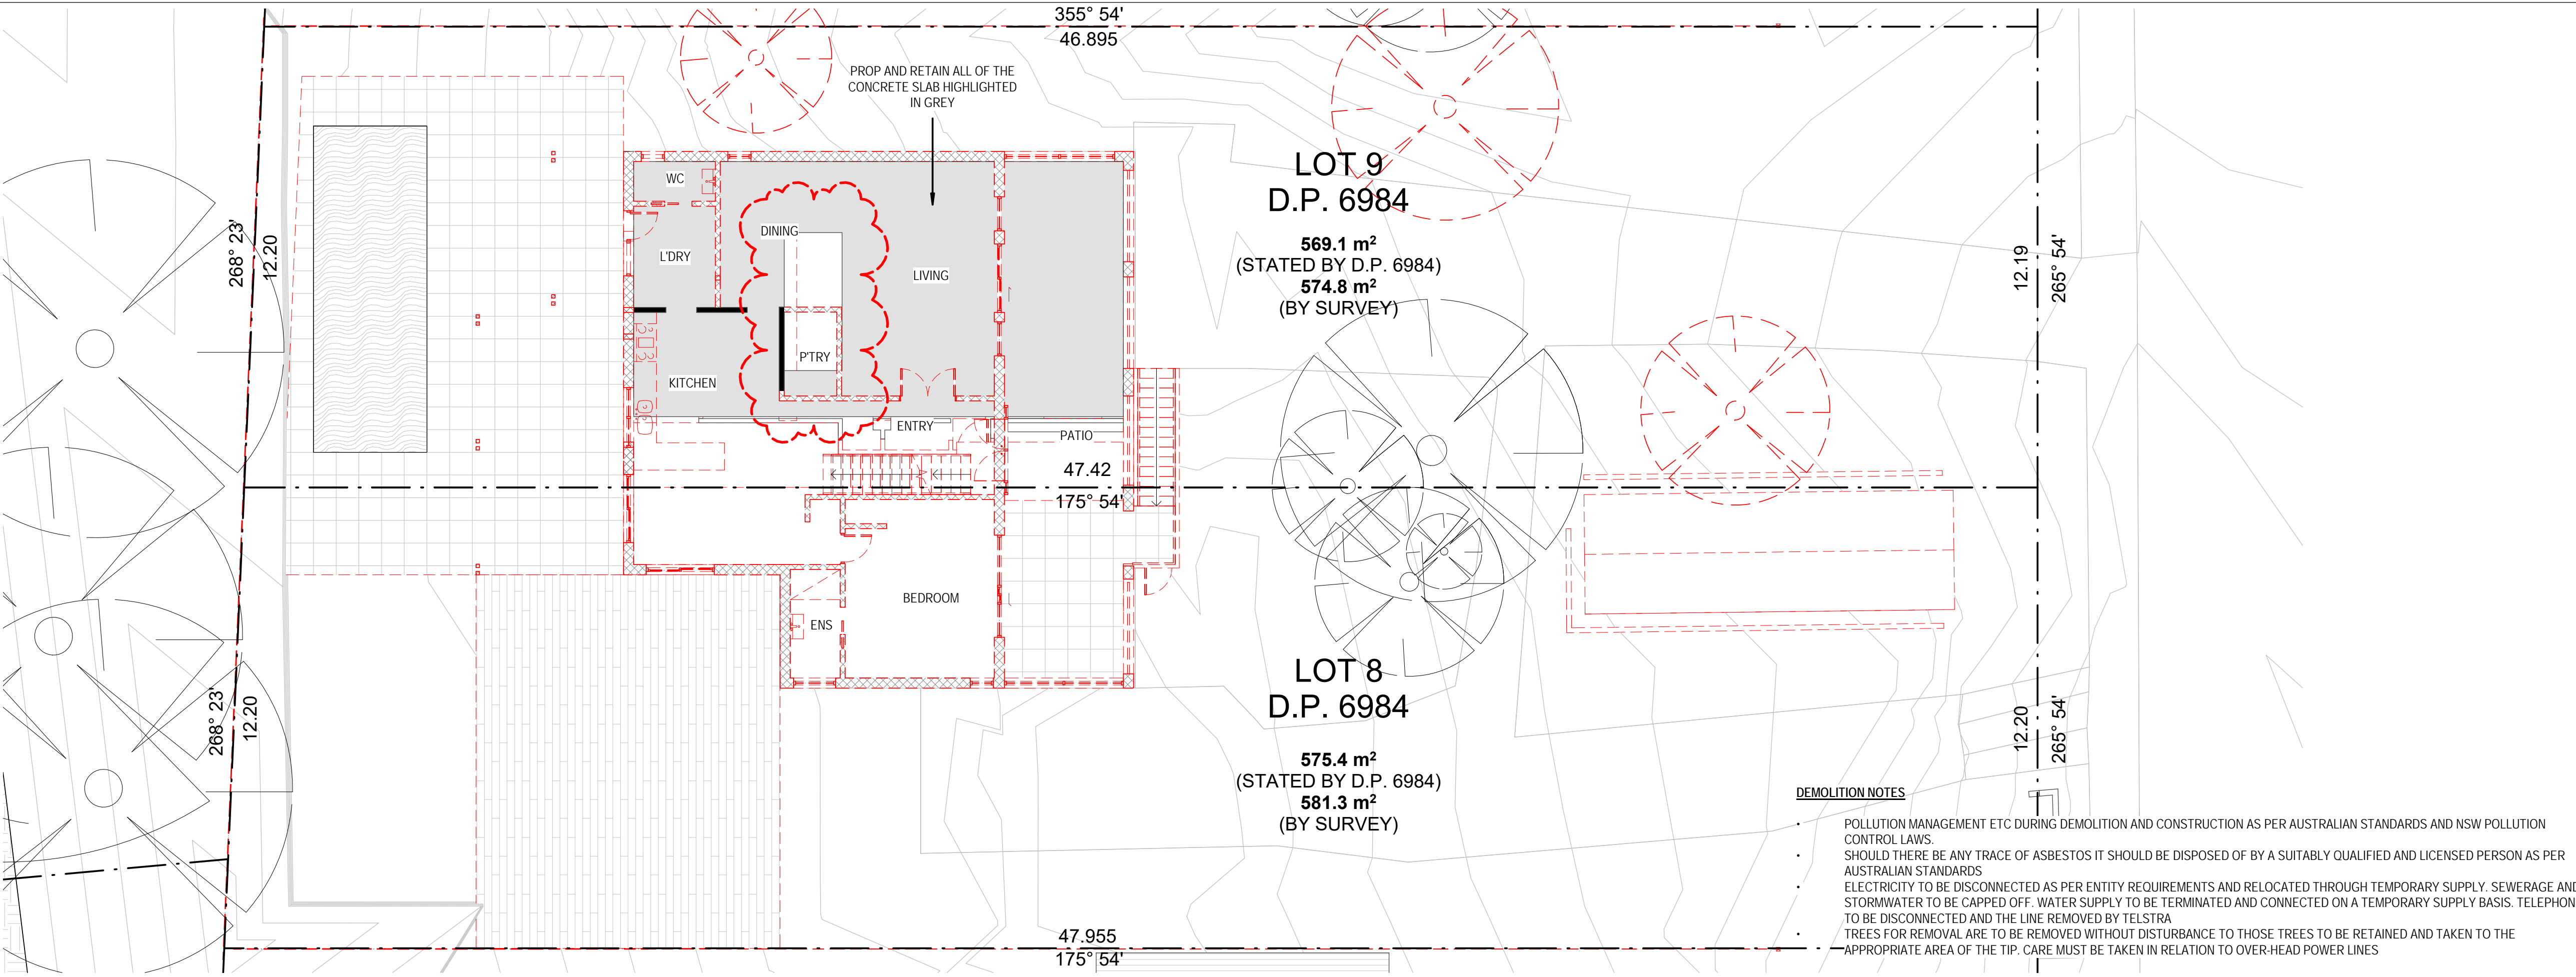 355° 54'
46.895
PROP AND RETAIN ALL OF THE
CONCRETE SLAB HIGHLIGHTED
IN GREY
LOT 9
D.P. 6984
569.1 m²
(STATED BY D.P. 6984)
574.8 m²
(BY SURVEY)
WC
DINING
L'DRY
LIVING
268° 23'
12.20
12.19
265° 54'
P'TRY
KITCHEN
ENTRY
PATIO
47.42
175° 54'
BEDROOM
ENS
LOT 8
D.P. 6984
575.4 m²
(STATED BY D.P. 6984)
581.3 m²
(BY SURVEY)
268° 23'
12.20
12.20
265° 54'
DEMOLITION NOTES
• POLLUTION MANAGEMENT ETC DURING DEMOLITION AND CONSTRUCTION AS PER AUSTRALIAN STANDARDS AND NSW POLLUTION
CONTROL LAWS.
• SHOULD THERE BE ANY TRACE OF ASBESTOS IT SHOULD BE DISPOSED OF BY A SUITABLY QUALIFIED AND LICENSED PERSON AS PER
AUSTRALIAN STANDARDS
• ELECTRICITY TO BE DISCONNECTED AS PER ENTITY REQUIREMENTS AND RELOCATED THROUGH TEMPORARY SUPPLY. SEWERAGE AND
STORMWATER TO BE CAPPED OFF. WATER SUPPLY TO BE TERMINATED AND CONNECTED ON A TEMPORARY SUPPLY BASIS. TELEPHON
TO BE DISCONNECTED AND THE LINE REMOVED BY TELSTRA
• TREES FOR REMOVAL ARE TO BE REMOVED WITHOUT DISTURBANCE TO THOSE TREES TO BE RETAINED AND TAKEN TO THE
APPROPRIATE AREA OF THE TIP. CARE MUST BE TAKEN IN RELATION TO OVER-HEAD POWER LINES
47.955
175° 54'